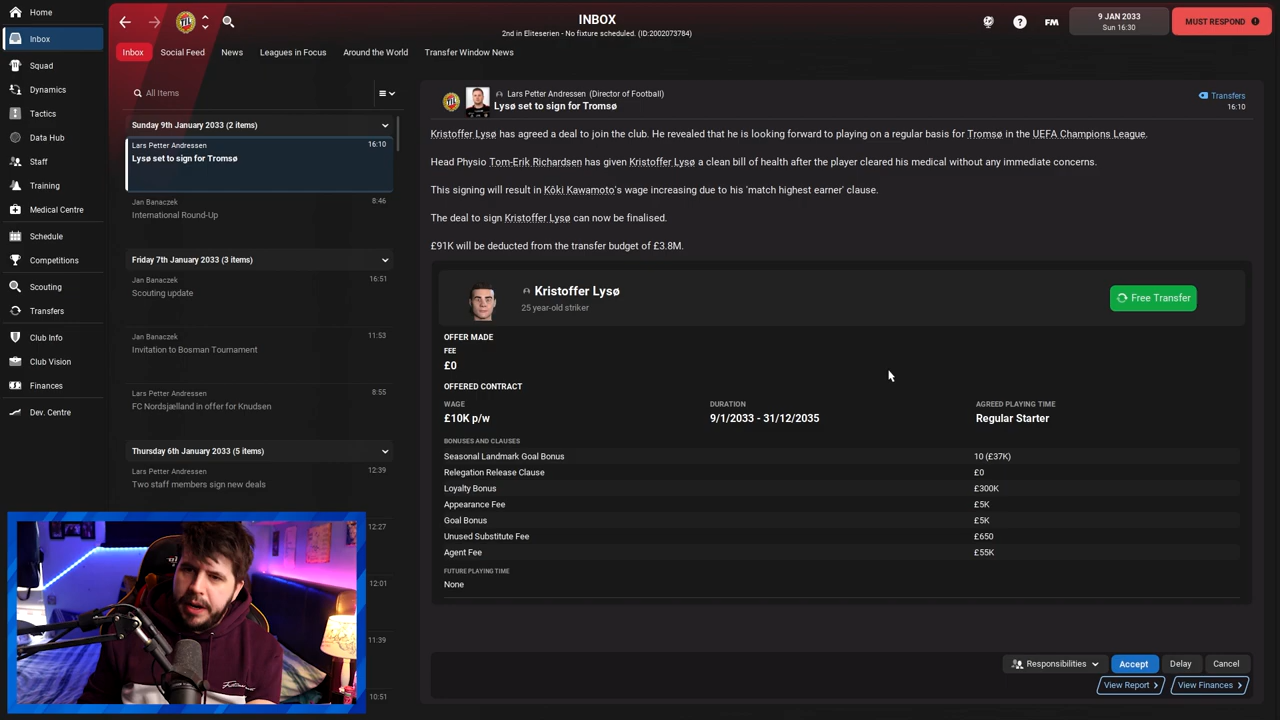 Home
Inbox
Squad
Dynamics
Tactics
Data Hub
Staff
Training
Medical Centre
Schedule
Competitions
Scouting
Transfers
Club Info
Club Vision
Finances
Dev. Centre
TIL
INBOX
2nd in Eliteserien - No fixture scheduled. (ID:2002073784)
FM
9 JAN 2033
Sun 16:30
MUST RESPOND
Inbox
Social Feed
News
Leagues in Focus
Around the World
Transfer Window News
All Items
Sunday 9th January 2033 (2 items)
Lars Petter Andressen 16:10
Lysø set to sign for Tromsø
Jan Banaczek 8:46
International Round-Up
Friday 7th January 2033 (3 items)
Jan Banaczek 16:51
Scouting update
Jan Banaczek 11:53
Invitation to Bosman Tournament
Lars Petter Andressen 8:55
FC Nordsjælland in offer for Knudsen
Thursday 6th January 2033 (5 items)
Lars Petter Andressen 12:39
Two staff members sign new deals
12:27
12:01
11:39
10:51
TIL
Lars Petter Andressen (Director of Football)
Lysø set to sign for Tromsø
Transfers
16:10
Kristoffer Lysø has agreed a deal to join the club. He revealed that he is looking forward to playing on a regular basis for Tromsø in the UEFA Champions League.
Head Physio Tom-Erik Richardsen has given Kristoffer Lysø a clean bill of health after the player cleared his medical without any immediate concerns.
This signing will result in Kôki Kawamoto's wage increasing due to his 'match highest earner' clause.
The deal to sign Kristoffer Lysø can now be finalised.
£91K will be deducted from the transfer budget of £3.8M.
Kristoffer Lysø
25 year-old striker
Free Transfer
OFFER MADE
FEE
£0
OFFERED CONTRACT
WAGE DURATION AGREED PLAYING TIME
£10K p/w 9/1/2033 - 31/12/2035 Regular Starter
BONUSES AND CLAUSES
Seasonal Landmark Goal Bonus 10 (£37K)
Relegation Release Clause £0
Loyalty Bonus £300K
Appearance Fee £5K
Goal Bonus £5K
Unused Substitute Fee £650
Agent Fee £55K
FUTURE PLAYING TIME
None
Responsibilities
Accept
Delay
Cancel
View Report
View Finances